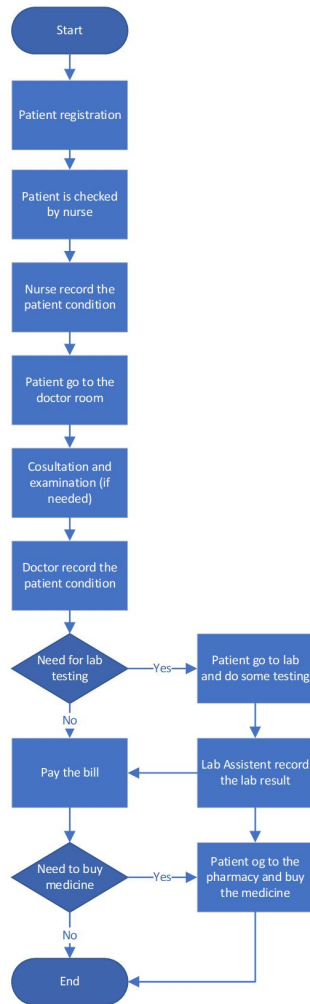 Start
Patient registration
Patient is checked
by nurse
Nurse record the
patient condition
Patient go to the
doctor room
Cosultation and
examination (if
needed)
Doctor record the
patient condition
Need for lab
testing
Yes
Patient go to lab
and do some testing
No
Pay the bill
Lab Assistent record
the lab result
Need to buy
medicine
Yes
Patient og to the
pharmacy and buy
the medicine
No
End